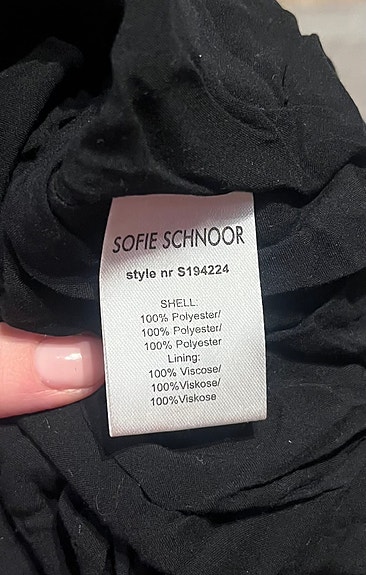 SOFIE SCHNOOR
style nr S194224
SHELL:
100% Polyester/
100% Polyester/
100% Polyester
Lining:
100% Viscose/
100%Viskose/
100%Viskose